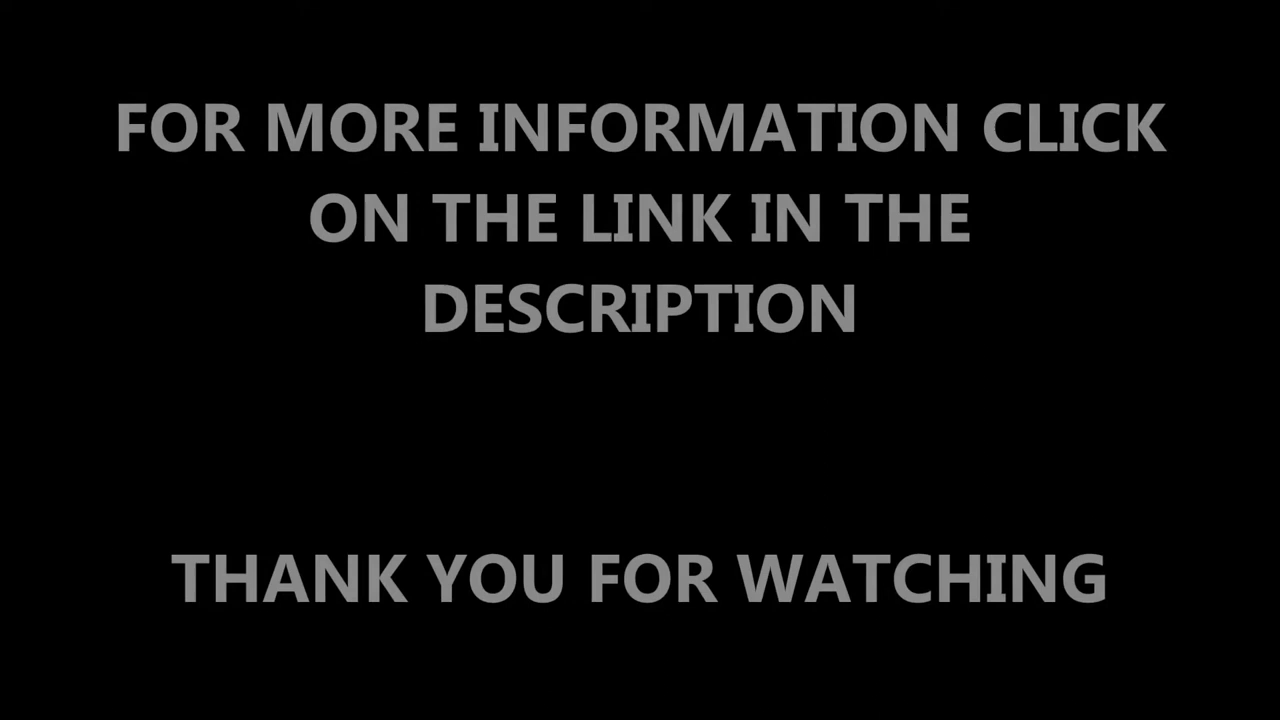 FOR MORE INFORMATION CLICK
ON THE LINK IN THE
DESCRIPTION
THANK YOU FOR WATCHING